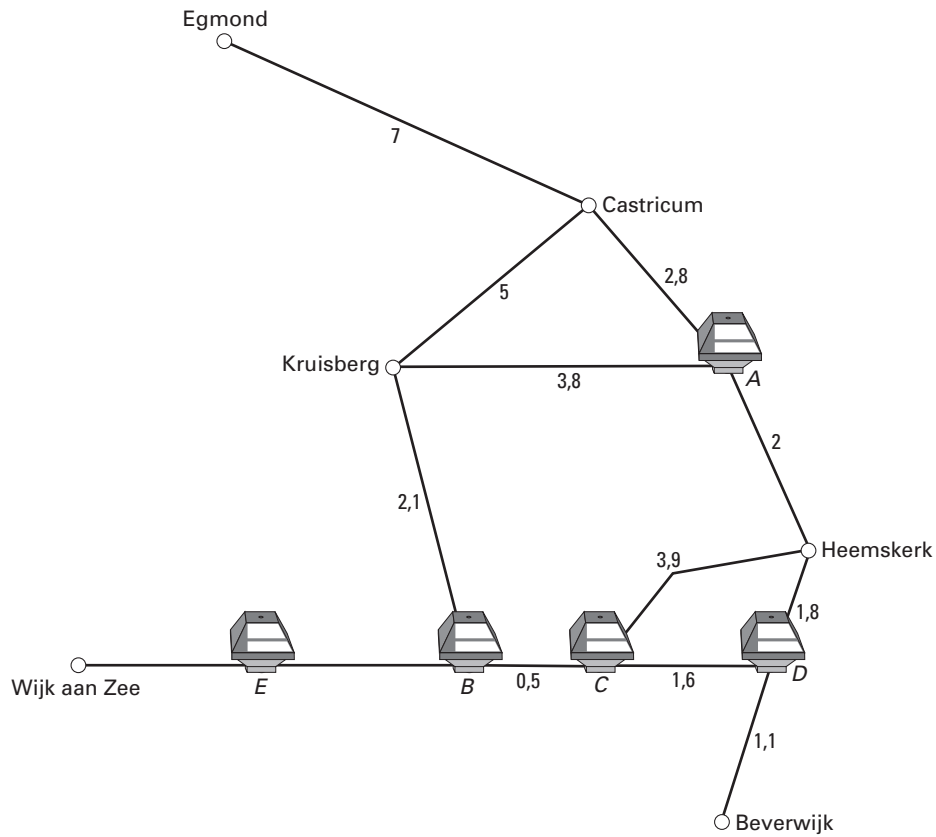 Egmond
7
Castricum
2,8
5
Kruisberg
3,8
A
2
2,1
Heemskerk
3,9
1,8
Wijk aan Zee
E
B
0,5
C
1,6
D
1,1
Beverwijk